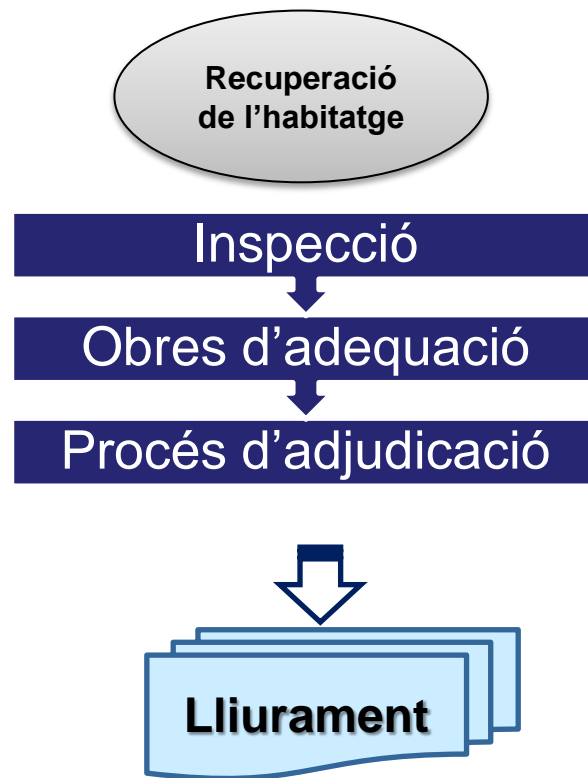 Recuperació
de l’habitatge
Inspecció
Obres d’adequació
Procés d’adjudicació
Lliurament